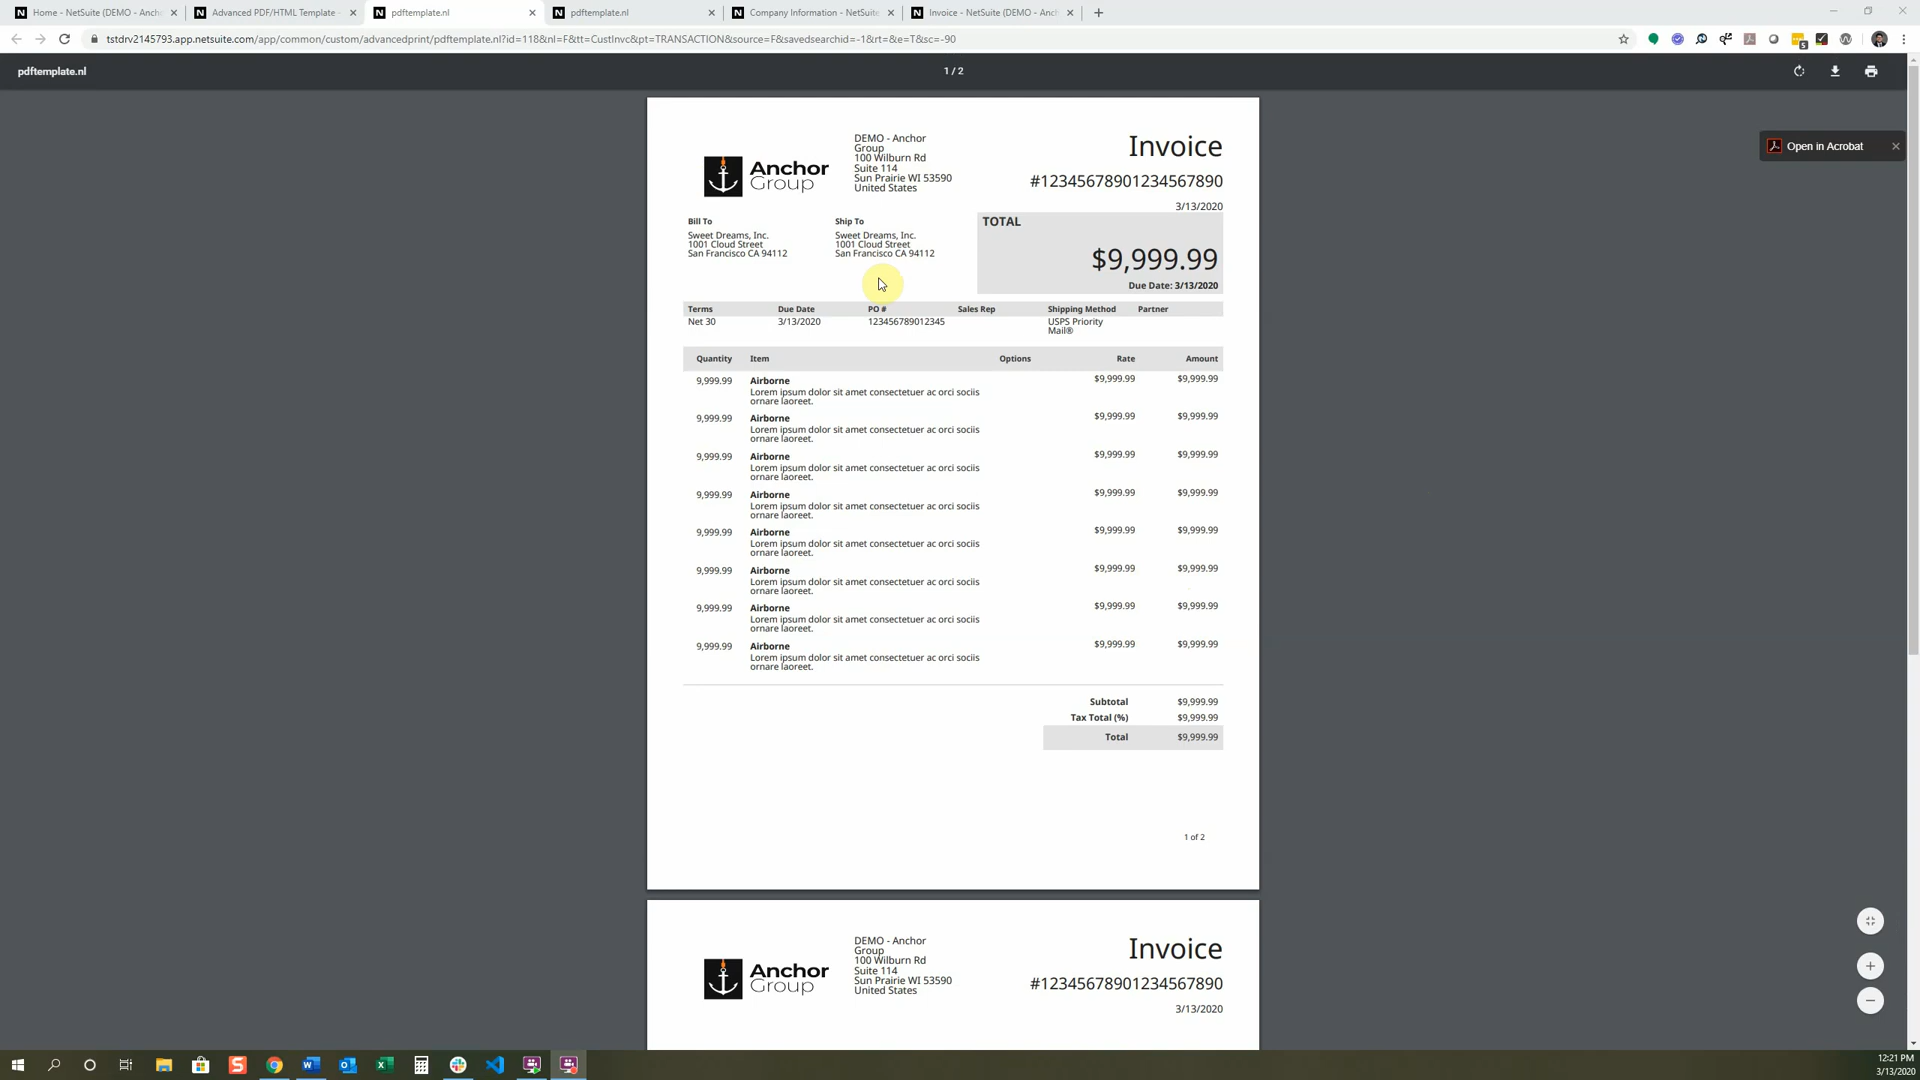 Home - NetSuite (DEMO - Anch
Advanced PDF/HTML Template -
pdftemplate.nl
pdftemplate.nl
Company Information - NetSuite
Invoice - NetSuite (DEMO - Anch
tstdrv2145793.app.netsuite.com/app/common/custom/advancedprint/pdftemplate.nl?id=118&nl=F&tt=CustInvc&pt=TRANSACTION&source=F&savedsearchid=-1&rt=&e=T&sc=-90
pdftemplate.nl
1 / 2
Open in Acrobat
Anchor
Group
DEMO - Anchor
Group
100 Wilburn Rd
Suite 114
Sun Prairie WI 53590
United States
Invoice
#12345678901234567890
3/13/2020
Bill To
Sweet Dreams, Inc.
1001 Cloud Street
San Francisco CA 94112
Ship To
Sweet Dreams, Inc.
1001 Cloud Street
San Francisco CA 94112
TOTAL
$9,999.99
Due Date: 3/13/2020
Terms Due Date PO # Sales Rep Shipping Method Partner
Net 30 3/13/2020 123456789012345 USPS Priority
Mail®
Quantity Item Options Rate Amount
9,999.99 Airborne $9,999.99 $9,999.99
Lorem ipsum dolor sit amet consectetuer ac orci sociis
ornare laoreet.
9,999.99 Airborne $9,999.99 $9,999.99
Lorem ipsum dolor sit amet consectetuer ac orci sociis
ornare laoreet.
9,999.99 Airborne $9,999.99 $9,999.99
Lorem ipsum dolor sit amet consectetuer ac orci sociis
ornare laoreet.
9,999.99 Airborne $9,999.99 $9,999.99
Lorem ipsum dolor sit amet consectetuer ac orci sociis
ornare laoreet.
9,999.99 Airborne $9,999.99 $9,999.99
Lorem ipsum dolor sit amet consectetuer ac orci sociis
ornare laoreet.
9,999.99 Airborne $9,999.99 $9,999.99
Lorem ipsum dolor sit amet consectetuer ac orci sociis
ornare laoreet.
9,999.99 Airborne $9,999.99 $9,999.99
Lorem ipsum dolor sit amet consectetuer ac orci sociis
ornare laoreet.
9,999.99 Airborne $9,999.99 $9,999.99
Lorem ipsum dolor sit amet consectetuer ac orci sociis
ornare laoreet.
Subtotal $9,999.99
Tax Total (%) $9,999.99
Total $9,999.99
1 of 2
Anchor
Group
DEMO - Anchor
Group
100 Wilburn Rd
Suite 114
Sun Prairie WI 53590
United States
Invoice
#12345678901234567890
3/13/2020
12:21 PM
3/13/2020